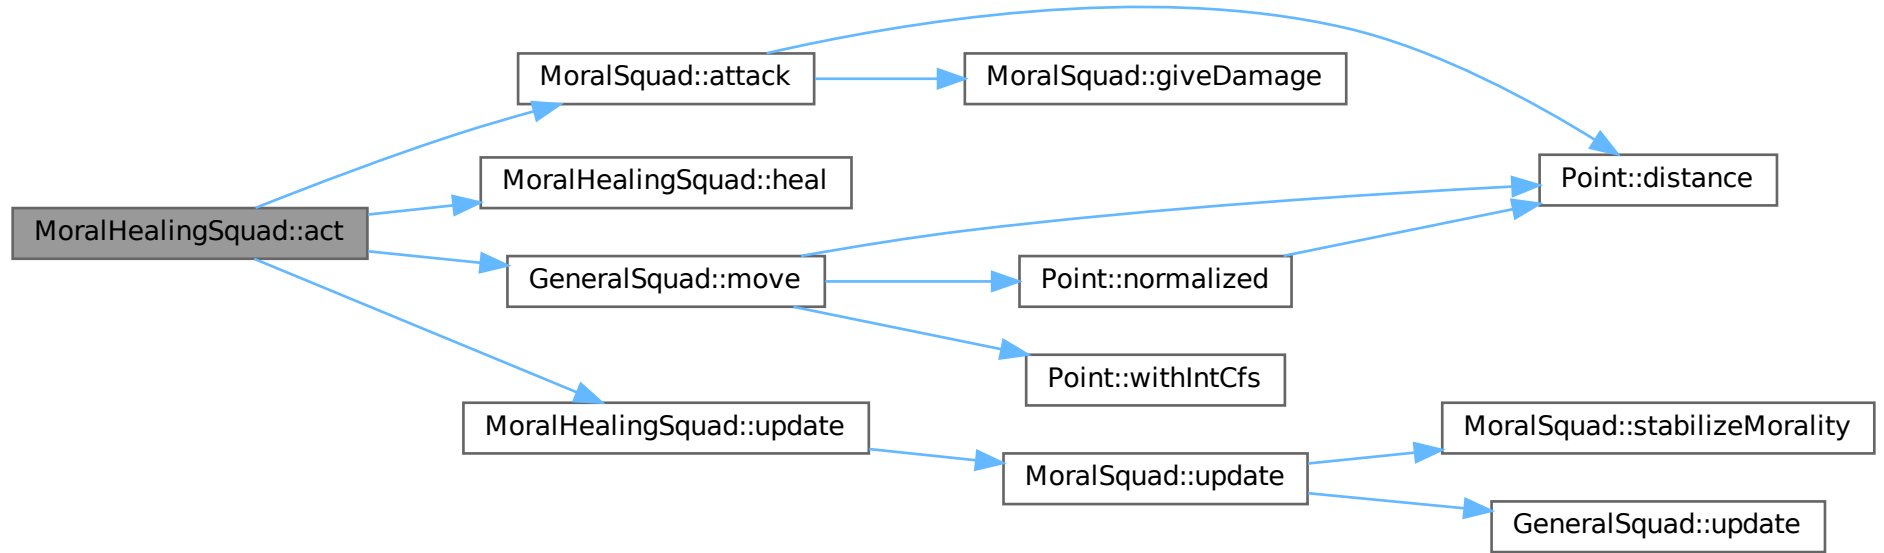 MoralHealingSquad::act
MoralSquad::attack
MoralSquad::giveDamage
Point::distance
MoralHealingSquad::heal
GeneralSquad::move
Point::normalized
Point::withIntCfs
MoralHealingSquad::update
MoralSquad::update
MoralSquad::stabilizeMorality
GeneralSquad::update